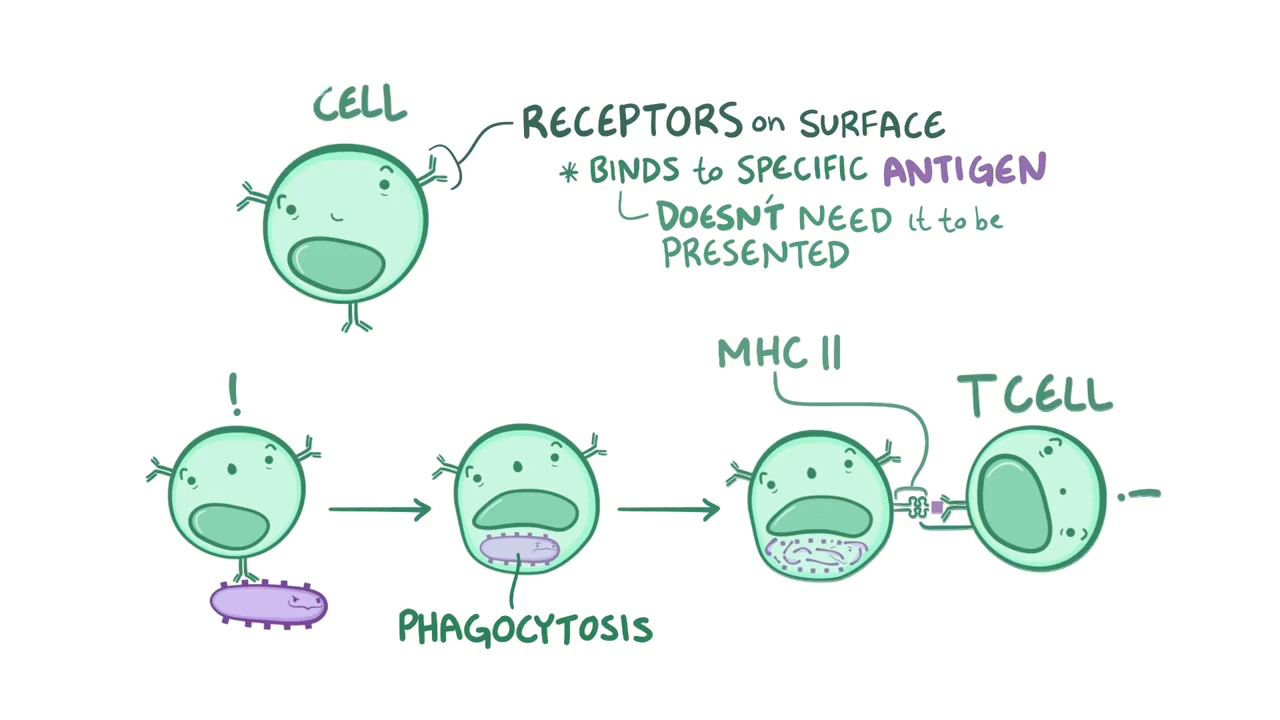 CELL
RECEPTORS on SURFACE
* BINDS to SPECIFIC ANTIGEN
DOESN'T NEED it to be
PRESENTED
MHC II
T CELL
!
PHAGOCYTOSIS